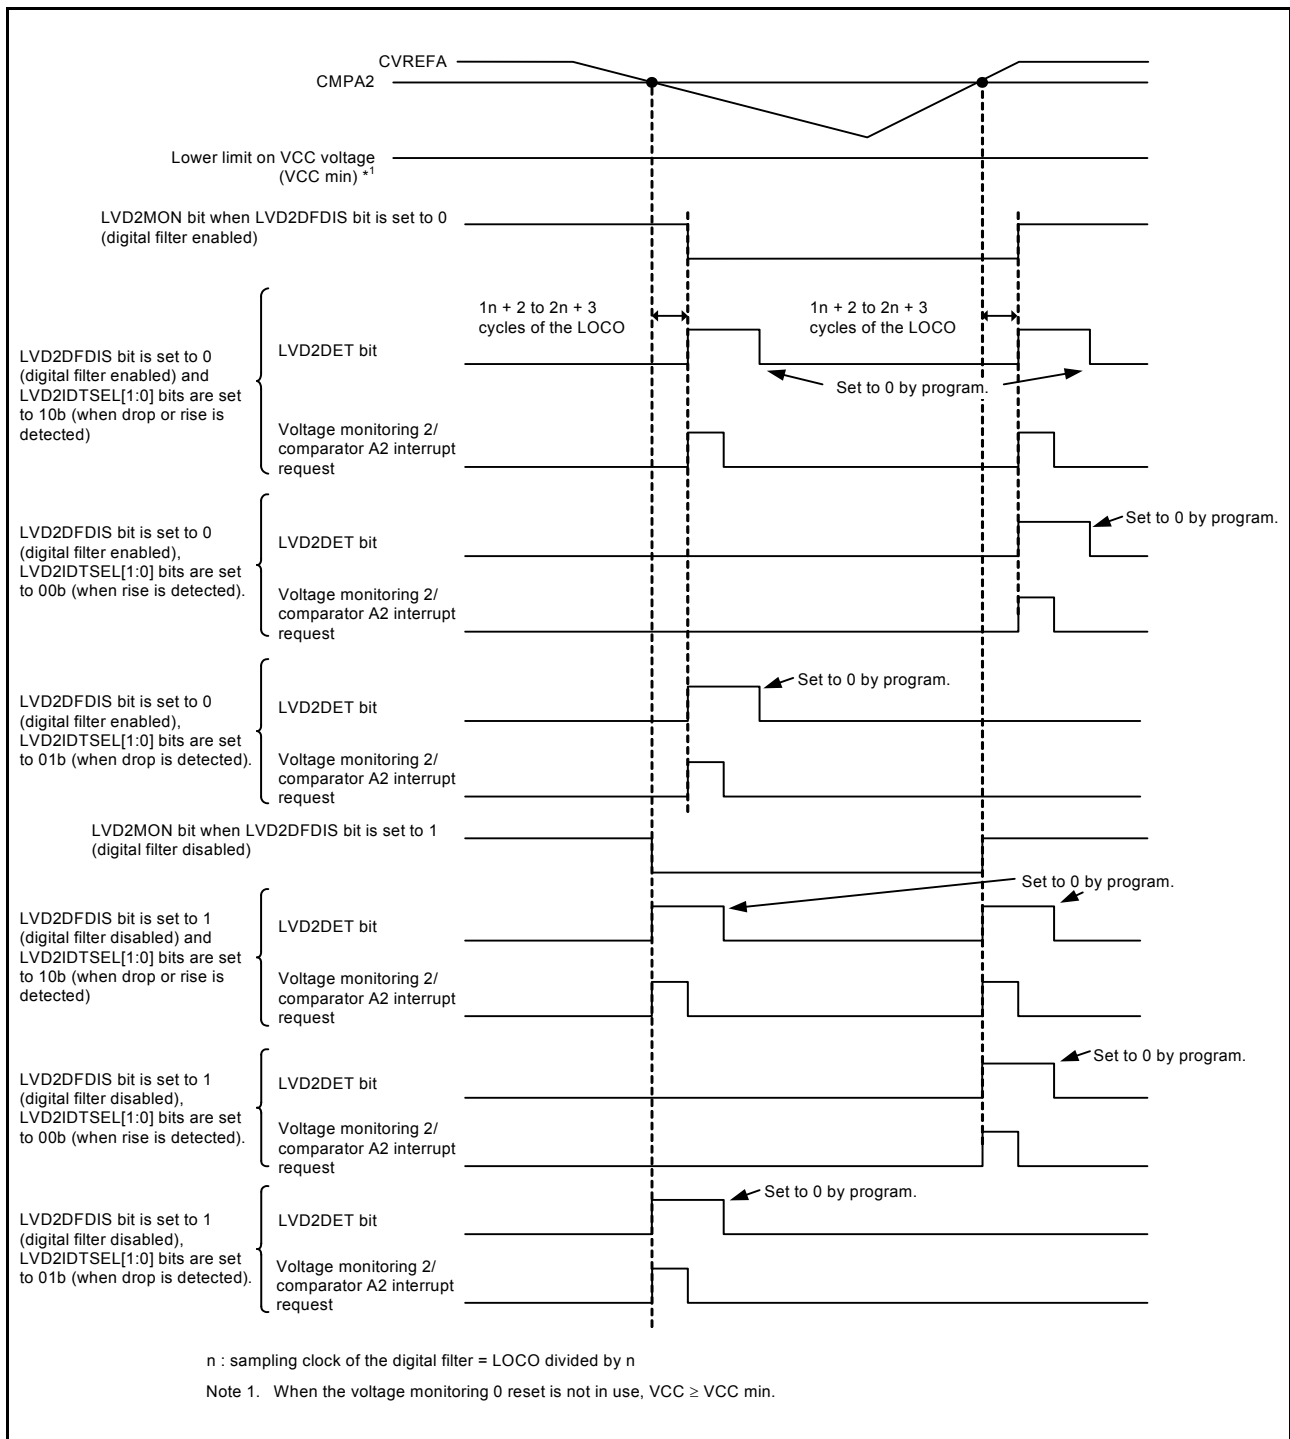 CVREFA
CMPA2
Lower limit on VCC voltage
(VCC min) *1
LVD2MON bit when LVD2DFDIS bit is set to 0
(digital filter enabled)
1n + 2 to 2n + 3
cycles of the LOCO
1n + 2 to 2n + 3
cycles of the LOCO
LVD2DFDIS bit is set to 0
(digital filter enabled) and
LVD2IDTSEL[1:0] bits are set
to 10b (when drop or rise is
detected)
LVD2DET bit
Set to 0 by program.
Voltage monitoring 2/
comparator A2 interrupt
request
LVD2DFDIS bit is set to 0
(digital filter enabled),
LVD2IDTSEL[1:0] bits are set
to 00b (when rise is detected).
LVD2DET bit
Set to 0 by program.
Voltage monitoring 2/
comparator A2 interrupt
request
LVD2DFDIS bit is set to 0
(digital filter enabled),
LVD2IDTSEL[1:0] bits are set
to 01b (when drop is detected).
LVD2DET bit
Set to 0 by program.
Voltage monitoring 2/
comparator A2 interrupt
request
LVD2MON bit when LVD2DFDIS bit is set to 1
(digital filter disabled)
Set to 0 by program.
LVD2DFDIS bit is set to 1
(digital filter disabled) and
LVD2IDTSEL[1:0] bits are set
to 10b (when drop or rise is
detected)
LVD2DET bit
Voltage monitoring 2/
comparator A2 interrupt
request
LVD2DFDIS bit is set to 1
(digital filter disabled),
LVD2IDTSEL[1:0] bits are set
to 00b (when rise is detected).
LVD2DET bit
Set to 0 by program.
Voltage monitoring 2/
comparator A2 interrupt
request
LVD2DFDIS bit is set to 1
(digital filter disabled),
LVD2IDTSEL[1:0] bits are set
to 01b (when drop is detected).
LVD2DET bit
Set to 0 by program.
Voltage monitoring 2/
comparator A2 interrupt
request
n : sampling clock of the digital filter = LOCO divided by n
Note 1. When the voltage monitoring 0 reset is not in use, VCC ≥ VCC min.